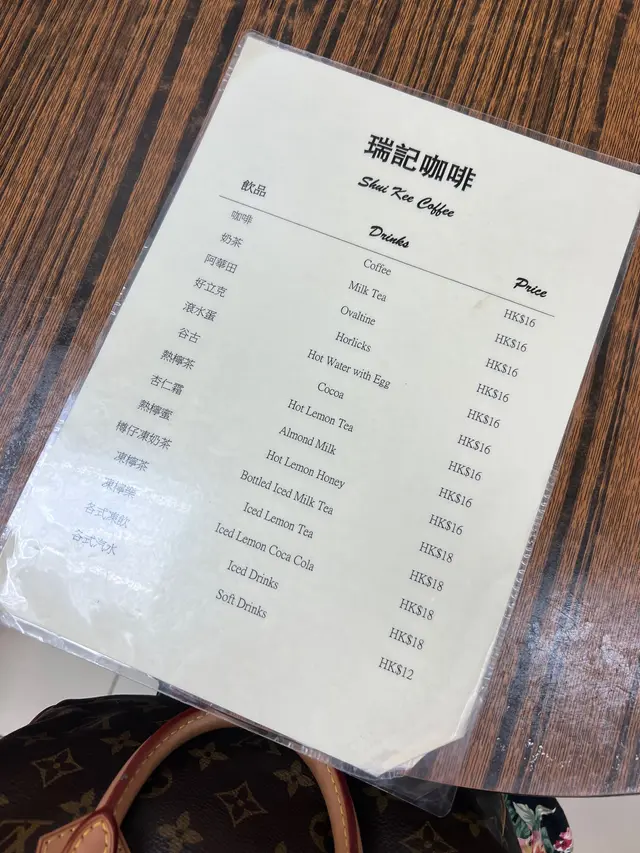 瑞記咖啡
Shui Kee Coffee
飲品 Drinks Price
咖啡 Coffee HK$16
奶茶 Milk Tea HK$16
阿華田 Ovaltine HK$16
好立克 Horlicks HK$16
滾水蛋 Hot Water with Egg HK$16
谷古 Cocoa HK$16
熱檸茶 Hot Lemon Tea HK$16
杏仁霜 Almond Milk HK$16
熱檸蜜 Hot Lemon Honey HK$16
樽仔凍奶茶 Bottled Iced Milk Tea HK$18
凍檸茶 Iced Lemon Tea HK$18
凍檸樂 Iced Lemon Coca Cola HK$18
各式凍飲 Iced Drinks HK$18
各式汽水 Soft Drinks HK$12